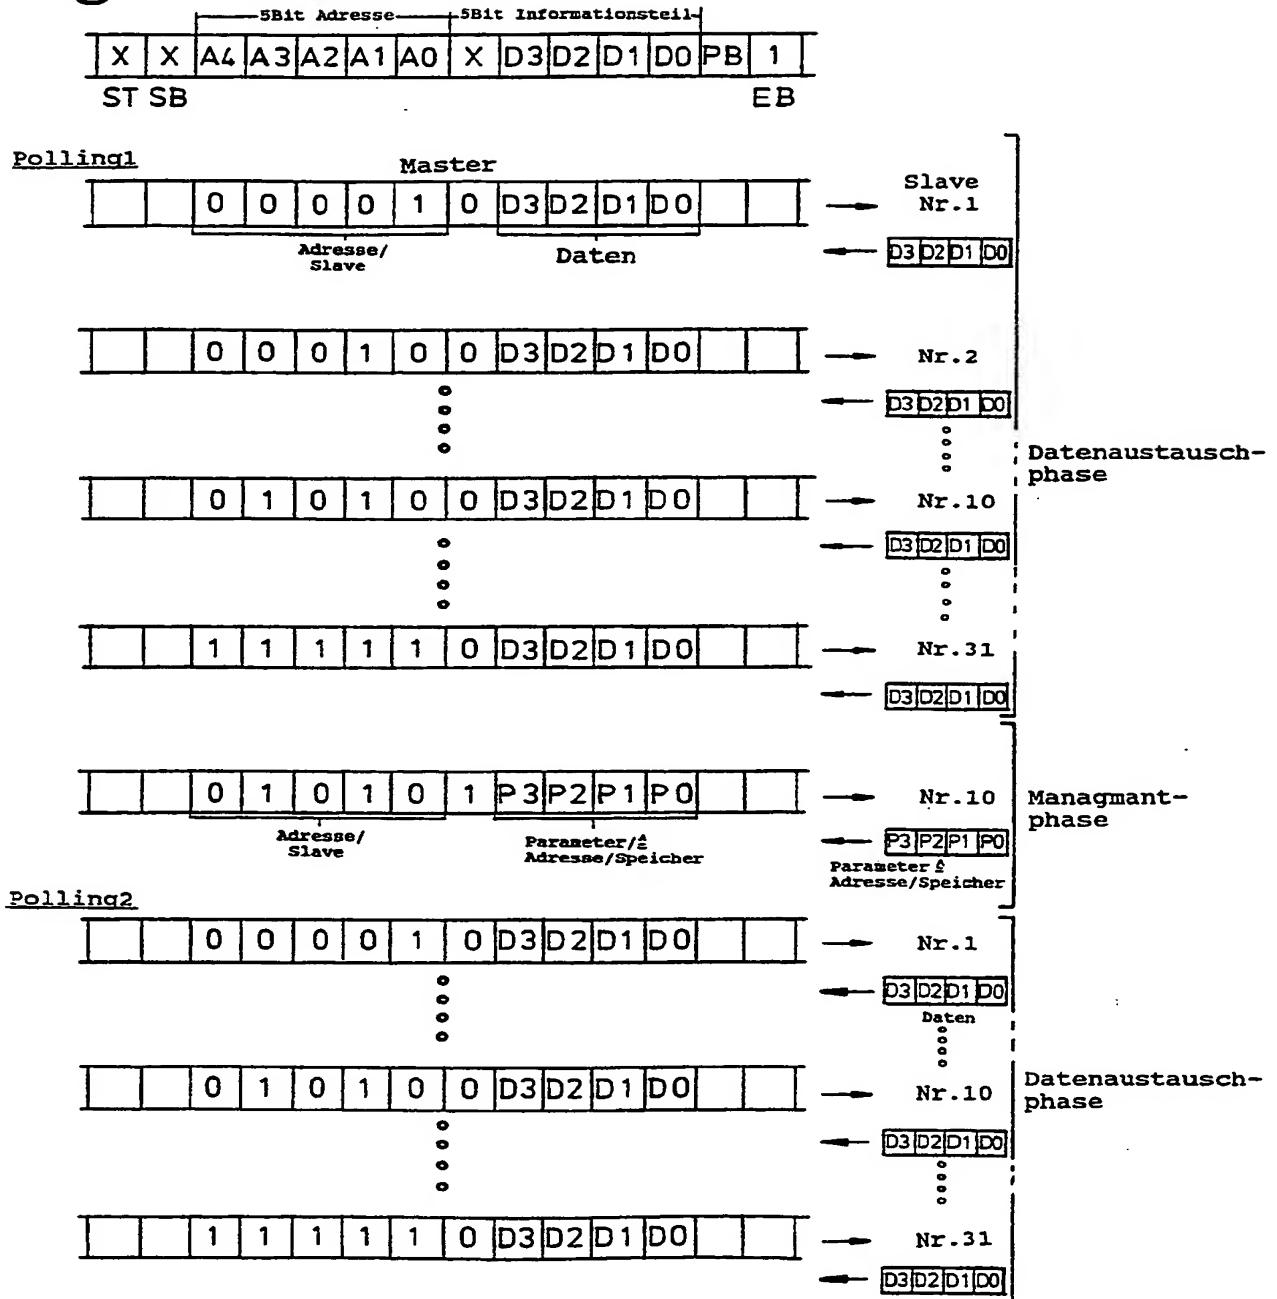 5Bit Adresse 5Bit Informationsteil
X X A4 A3 A2 A1 A0 X D3 D2 D1 D0 PB 1
ST SB EB
Polling1
Master
Slave
0 0 0 0 1 0 D3 D2 D1 D0 Nr.1
Adresse/
Slave
Daten
D3 D2 D1 D0
0 0 0 1 0 0 D3 D2 D1 D0 Nr.2
D3 D2 D1 D0
Datenaustausch-
phase
0 1 0 1 0 0 D3 D2 D1 D0 Nr.10
D3 D2 D1 D0
1 1 1 1 1 0 D3 D2 D1 D0 Nr.31
D3 D2 D1 D0
0 1 0 1 0 1 P3 P2 P1 P0 Nr.10
Managmant-
phase
Adresse/
Slave
Parameter/≙
Adresse/Speicher
P3 P2 P1 P0
Parameter ≙
Adresse/Speicher
Polling2
0 0 0 0 1 0 D3 D2 D1 D0 Nr.1
D3 D2 D1 D0
Daten
0 1 0 1 0 0 D3 D2 D1 D0 Nr.10
Datenaustausch-
phase
D3 D2 D1 D0
1 1 1 1 1 0 D3 D2 D1 D0 Nr.31
D3 D2 D1 D0